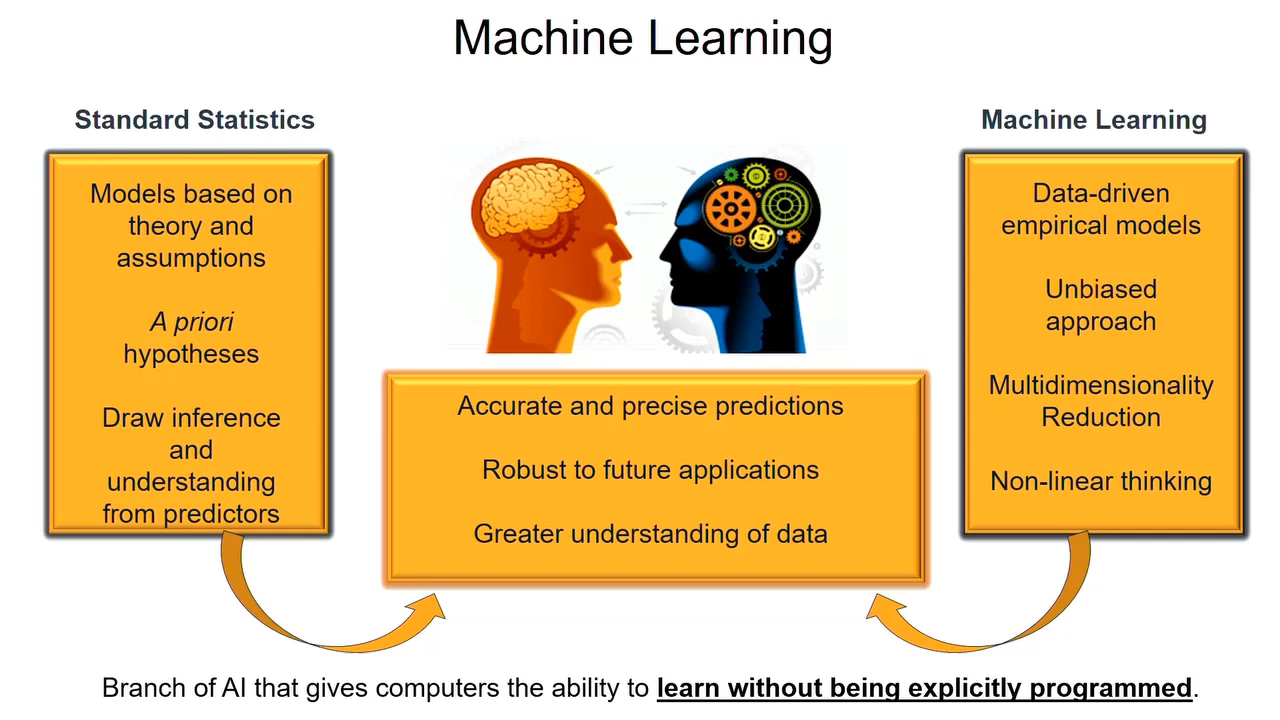 Machine Learning
Standard Statistics
Models based on
theory and
assumptions
A priori
hypotheses
Draw inference
and
understanding
from predictors
Accurate and precise predictions
Robust to future applications
Greater understanding of data
Machine Learning
Data-driven
empirical models
Unbiased
approach
Multidimensionality
Reduction
Non-linear thinking
Branch of AI that gives computers the ability to learn without being explicitly programmed.